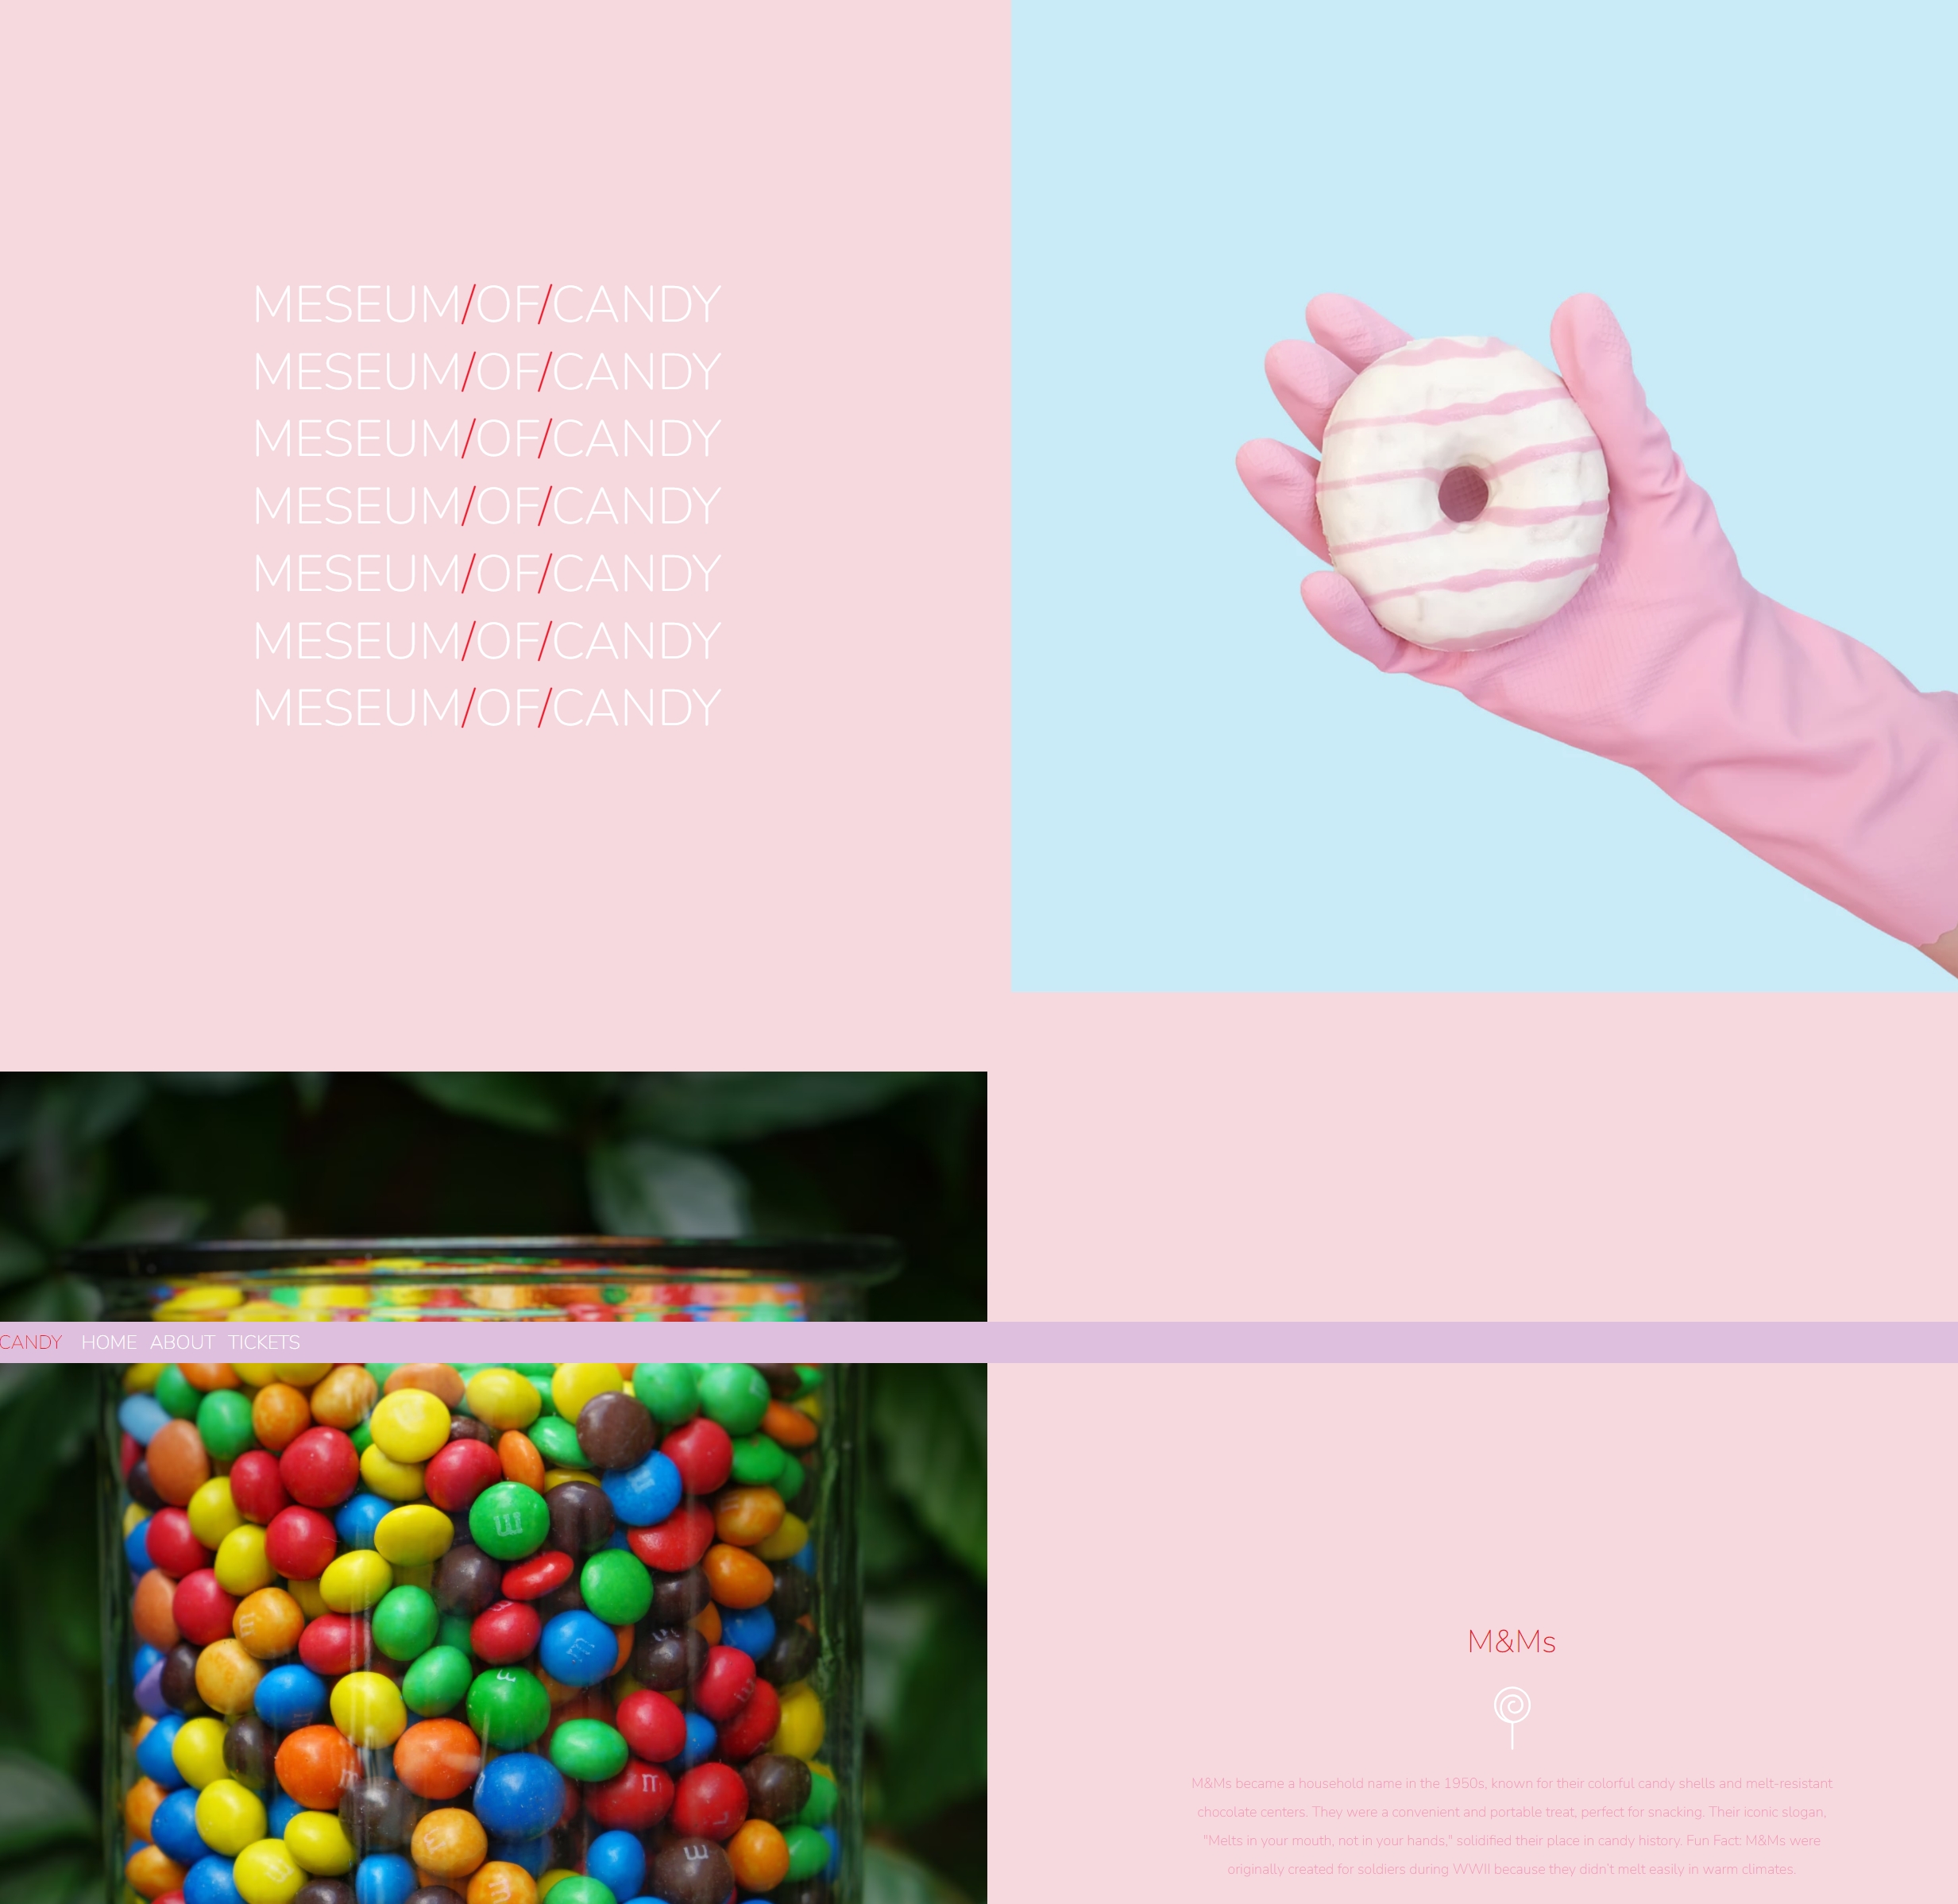 MESEUM/OF/CANDY
MESEUM/OF/CANDY
MESEUM/OF/CANDY
MESEUM/OF/CANDY
MESEUM/OF/CANDY
MESEUM/OF/CANDY
MESEUM/OF/CANDY
CANDY HOME ABOUT TICKETS
M&Ms
M&Ms became a household name in the 1950s, known for their colorful candy shells and melt-resistant
chocolate centers. They were a convenient and portable treat, perfect for snacking. Their iconic slogan,
"Melts in your mouth, not in your hands," solidified their place in candy history. Fun Fact: M&Ms were
originally created for soldiers during WWII because they didn't melt easily in warm climates.